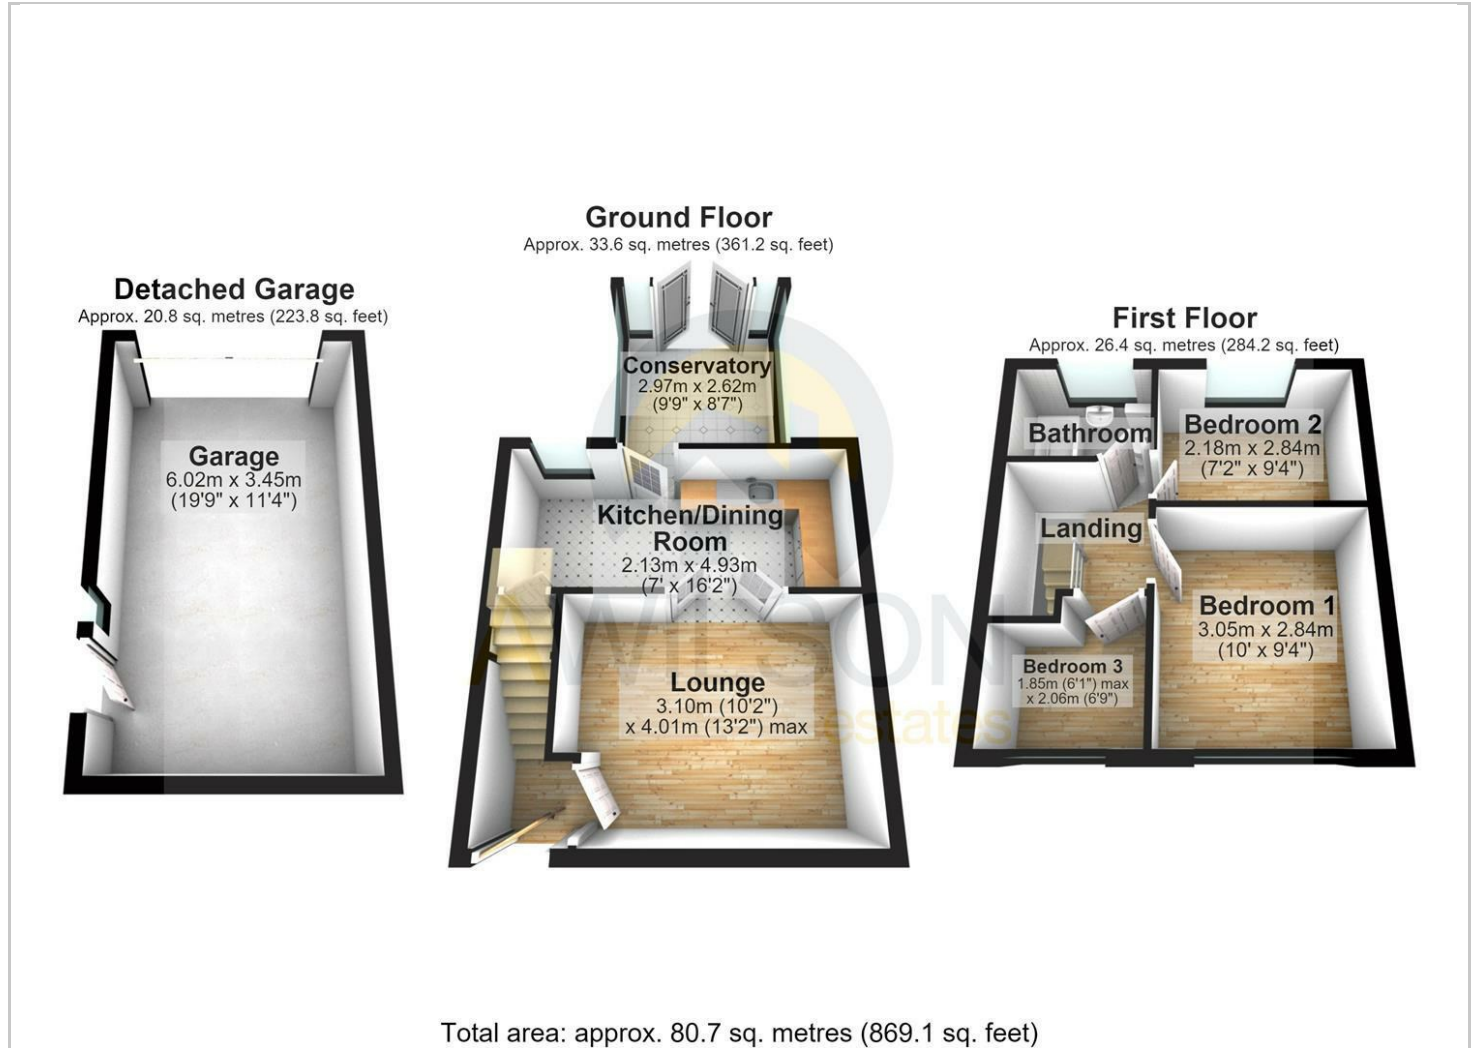 Ground Floor
Approx. 33.6 sq. metres (361.2 sq. feet)
Detached Garage
Approx. 20.8 sq. metres (223.8 sq. feet)
First Floor
Approx. 26.4 sq. metres (284.2 sq. feet)
Conservatory
2.97m x 2.62m
(9'9" x 8'7")
Garage
6.02m x 3.45m
(19'9" x 11'4")
Kitchen/Dining
Room
2.13m x 4.93m
(7' x 16'2")
Lounge
3.10m (10'2")
x 4.01m (13'2") max
Bathroom
Bedroom 2
2.18m x 2.84m
(7'2" x 9'4")
Landing
Bedroom 1
3.05m x 2.84m
(10' x 9'4")
Bedroom 3
1.85m (6'1") max
x 2.06m (6'9")
AWILSON
estates
Total area: approx. 80.7 sq. metres (869.1 sq. feet)